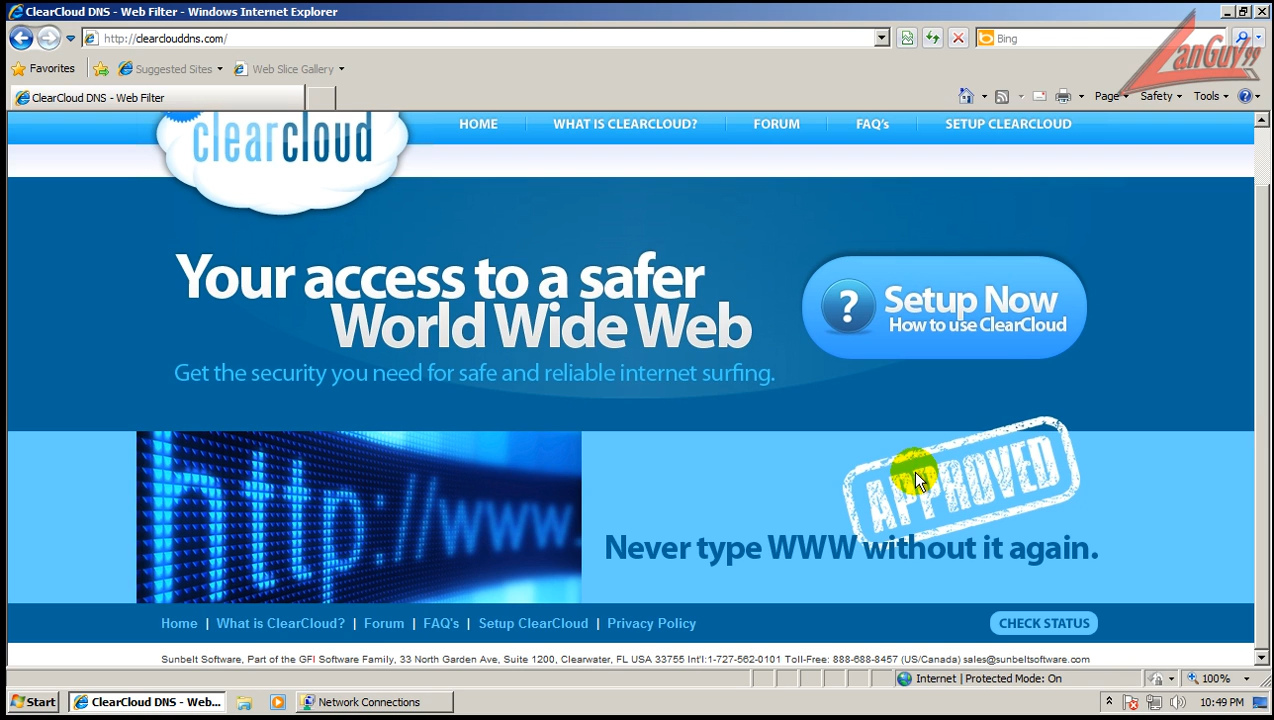 ClearCloud DNS - Web Filter - Windows Internet Explorer
http://clearclouddns.com/
Bing
LanGuy99
Favorites
Suggested Sites
Web Slice Gallery
ClearCloud DNS - Web Filter
Page
Safety
Tools
clearcloud
HOME
WHAT IS CLEARCLOUD?
FORUM
FAQ's
SETUP CLEARCLOUD
Your access to a safer
World Wide Web
Get the security you need for safe and reliable internet surfing.
? Setup Now
How to use ClearCloud
http://www.
APPROVED
Never type WWW without it again.
Home | What is ClearCloud? | Forum | FAQ's | Setup ClearCloud | Privacy Policy
CHECK STATUS
Sunbelt Software, Part of the GFI Software Family, 33 North Garden Ave, Suite 1200, Clearwater, FL USA 33755 Int'l:1-727-562-0101 Toll-Free: 888-688-8457 (US/Canada) sales@sunbeltsoftware.com
Internet | Protected Mode: On
100%
Start
ClearCloud DNS - Web...
Network Connections
10:49 PM